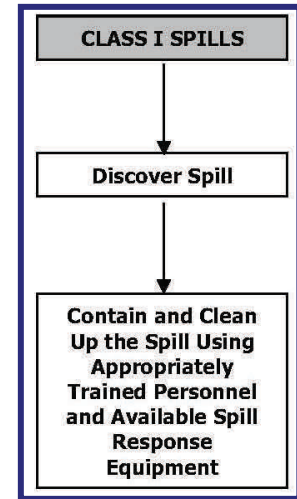 CLASS I SPILLS
Discover Spill
Contain and Clean
Up the Spill Using
Appropriately
Trained Personnel
and Available Spill
Response
Equipment